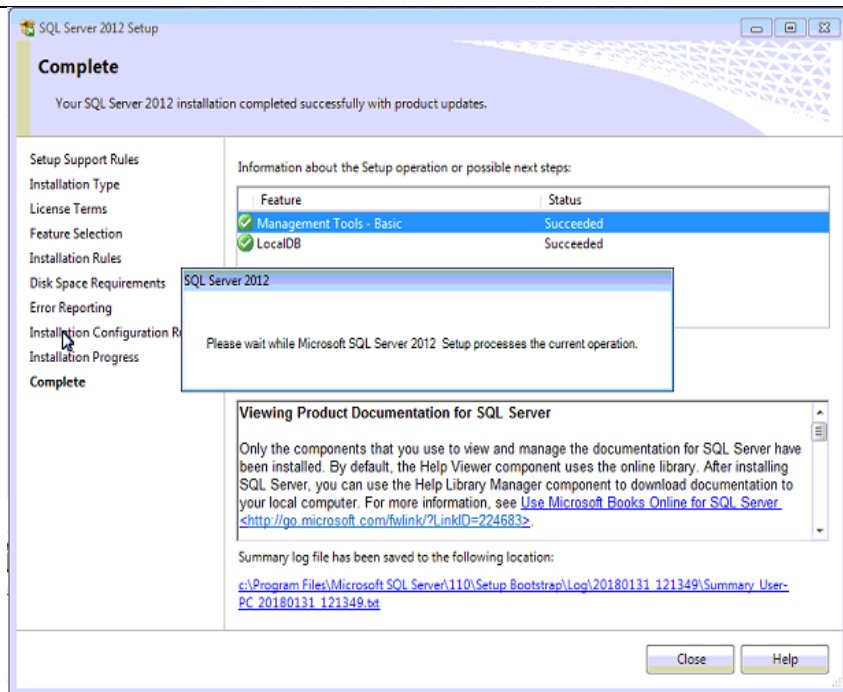 SQL Server 2012 Setup
Complete
Your SQL Server 2012 installation completed successfully with product updates.
Setup Support Rules
Installation Type
License Terms
Feature Selection
Installation Rules
Disk Space Requirements
Error Reporting
Installation Configuration
Installation Progress
Complete
Information about the Setup operation or possible next steps:
Feature Status
Management Tools - Basic Succeeded
LocalDB Succeeded
SQL Server 2012
Please wait while Microsoft SQL Server 2012 Setup processes the current operation.
Viewing Product Documentation for SQL Server
Only the components that you use to view and manage the documentation for SQL Server have
been installed. By default, the Help Viewer component uses the online library. After installing
SQL Server, you can use the Help Library Manager component to download documentation to
your local computer. For more information, see Use Microsoft Books Online for SQL Server
<http://go.microsoft.com/fwlink/?LinkID=224683>.
Summary log file has been saved to the following location:
c:\Program Files\Microsoft SQL Server\110\Setup Bootstrap\Log\20180131_121349\Summary_User-
PC_20180131_121349.txt
Close Help